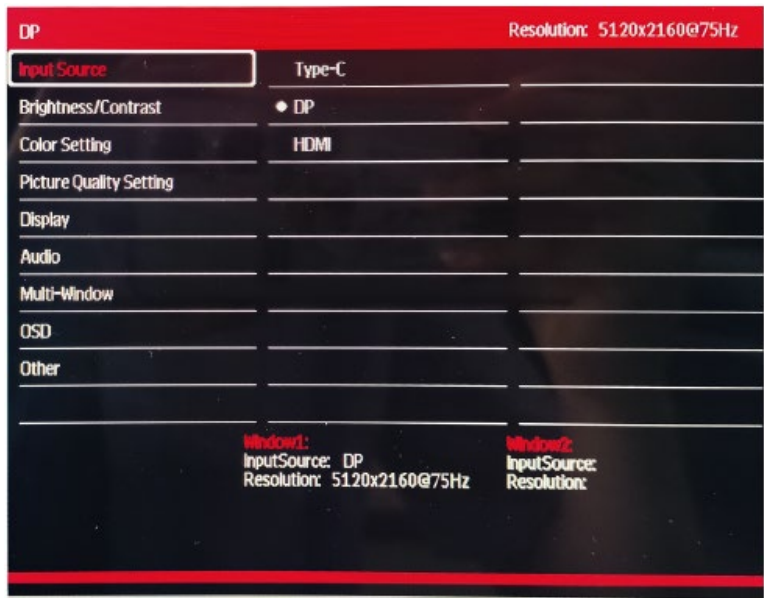 DP
Resolution: 5120x2160@75Hz
Input Source
Type-C
Brightness/Contrast
DP
Color Setting
HDMI
Picture Quality Setting
Display
Audio
Multi-Window
OSD
Other
Window1:
InputSource: DP
Resolution: 5120x2160@75Hz
Window2:
InputSource:
Resolution: